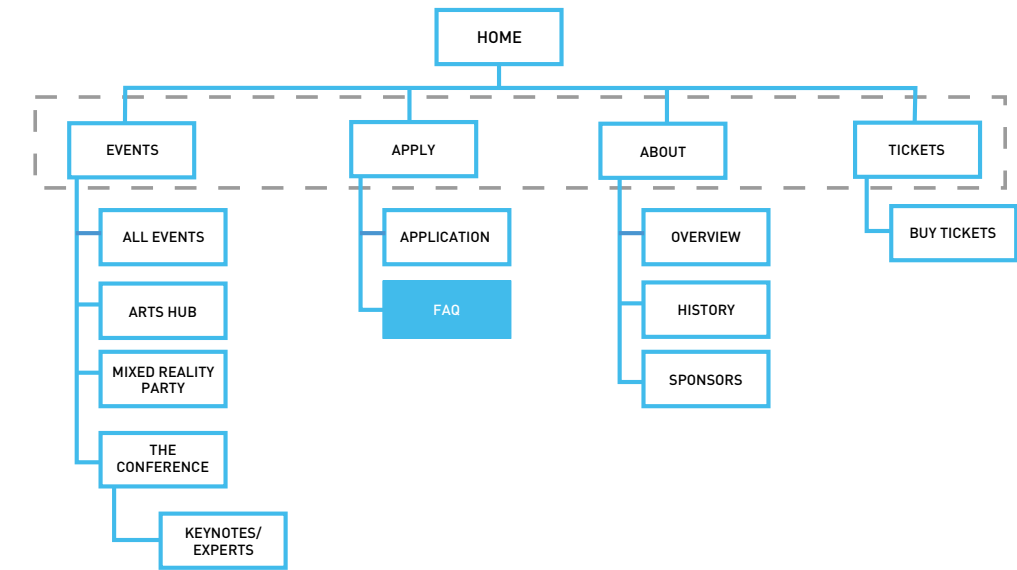 HOME
EVENTS
APPLY
ABOUT
TICKETS
ALL EVENTS
ARTS HUB
MIXED REALITY
PARTY
THE
CONFERENCE
KEYNOTES/
EXPERTS
APPLICATION
FAQ
OVERVIEW
HISTORY
SPONSORS
BUY TICKETS